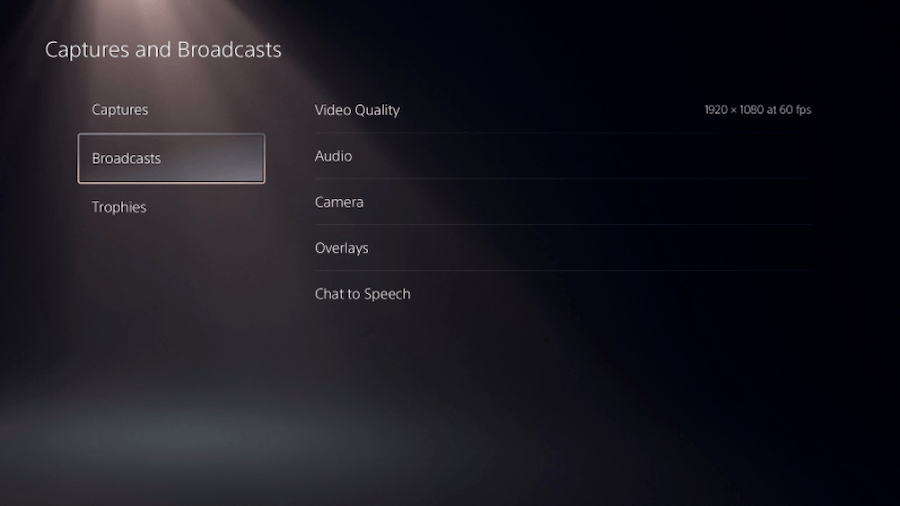 Captures and Broadcasts
Captures
Broadcasts
Trophies
Video Quality 1920 × 1080 at 60 fps
Audio
Camera
Overlays
Chat to Speech